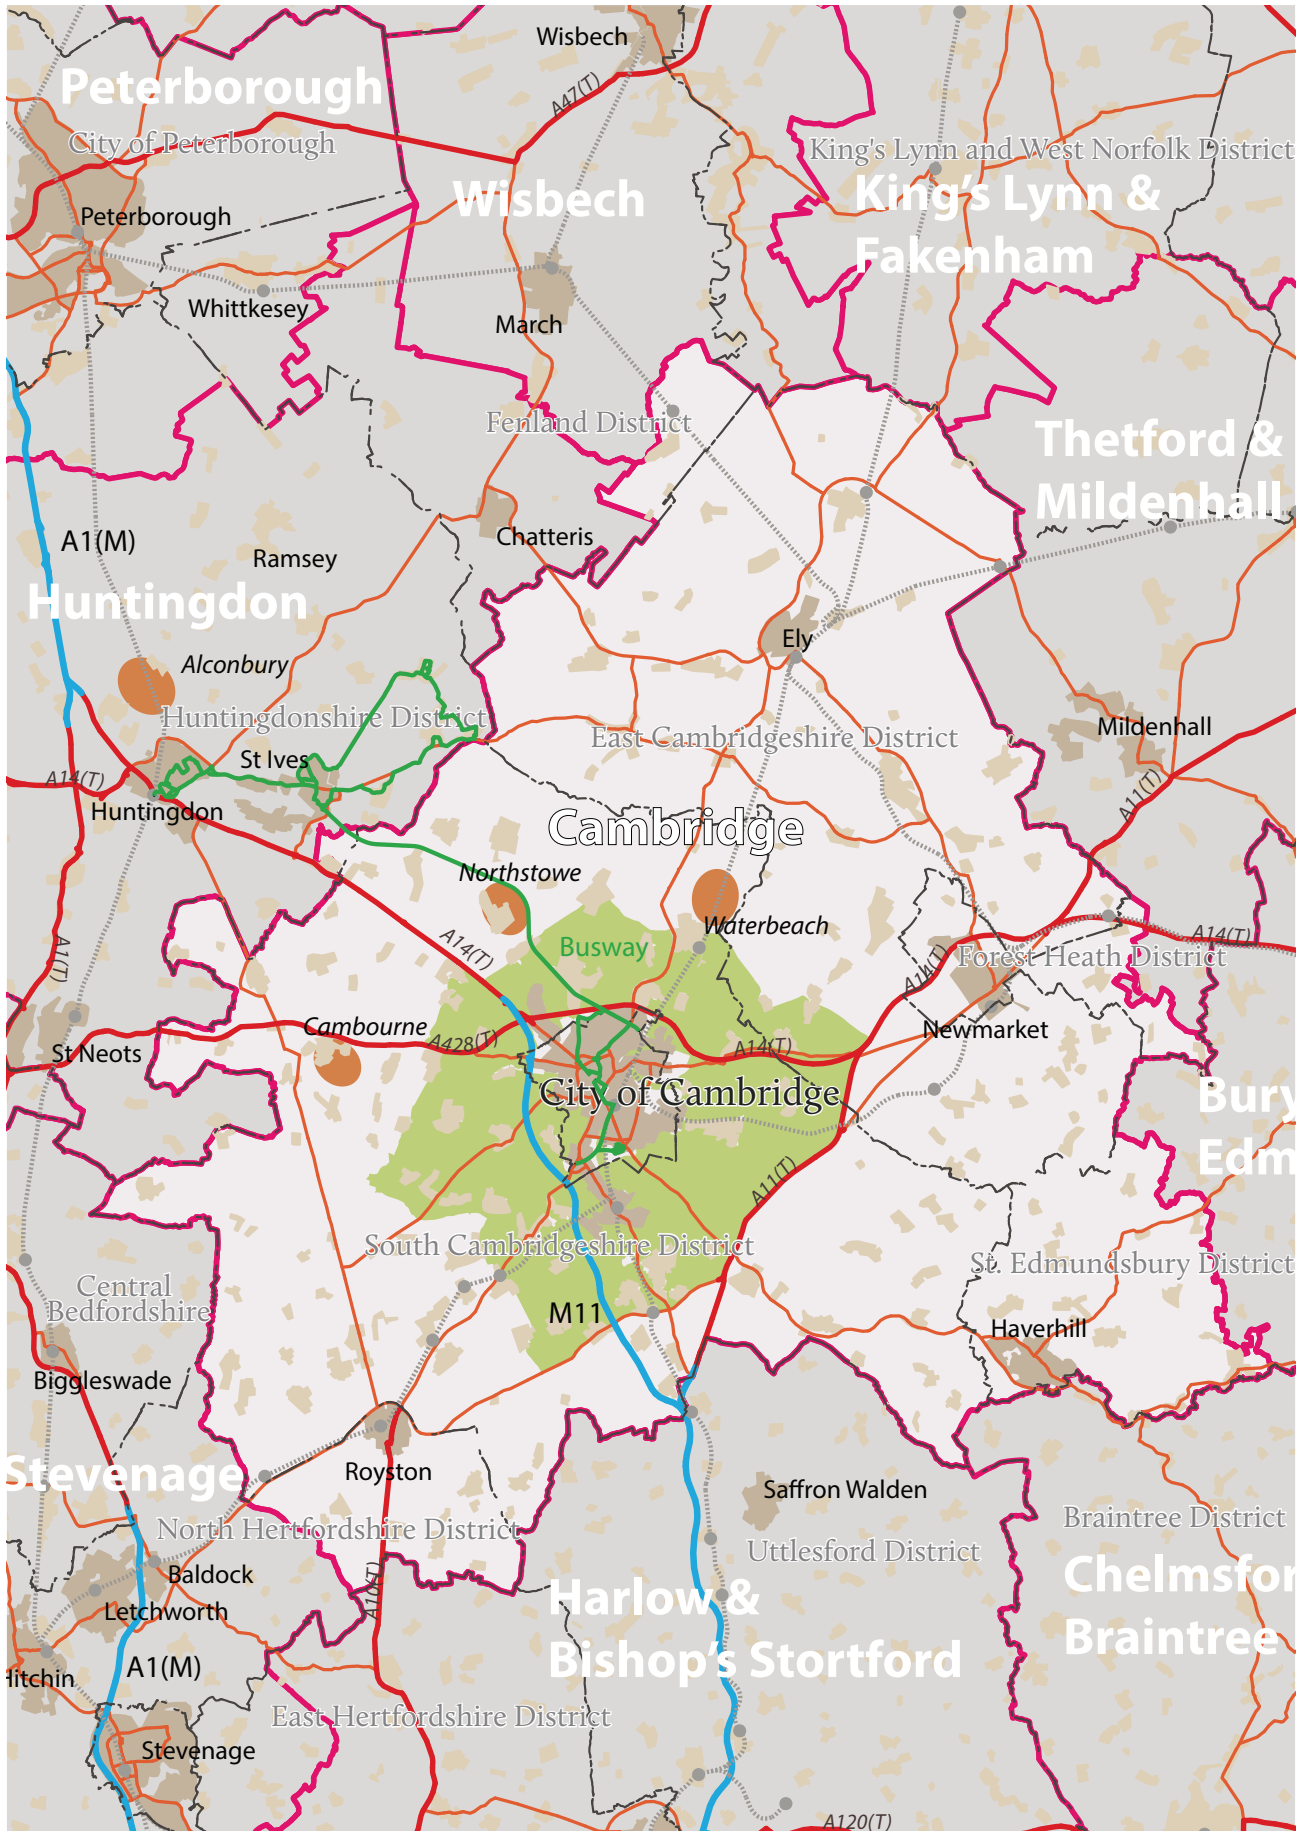 Wisbech
Peterborough
A47(T)
City of Peterborough
King's Lynn and West Norfolk District
Wisbech
King's Lynn &
Fakenham
Peterborough
Whittkesey
March
Fenland District
Thetford &
Mildenhall
A1(M)
Chatteris
Ramsey
Huntingdon
Ely
Alconbury
Huntingdonshire District
East Cambridgeshire District
Mildenhall
St Ives
A14(T)
Huntingdon
A11(T)
Cambridge
Northstowe
Waterbeach
Busway
A14(T)
A14(T)
Forest Heath District
A1(T)
A14(T)
Cambourne
Newmarket
A428(T)
A14(T)
St Neots
City of Cambridge
Bury
Edm
A11(T)
South Cambridgeshire District
St. Edmundsbury District
Central
Bedfordshire
M11
Haverhill
Biggleswade
Stevenage
Royston
Saffron Walden
North Hertfordshire District
Braintree District
Uttlesford District
Baldock
A10(T)
Letchworth
Harlow &
Bishop's Stortford
Chelmsfor
Braintree
A1(M)
Hitchin
East Hertfordshire District
Stevenage
A120(T)